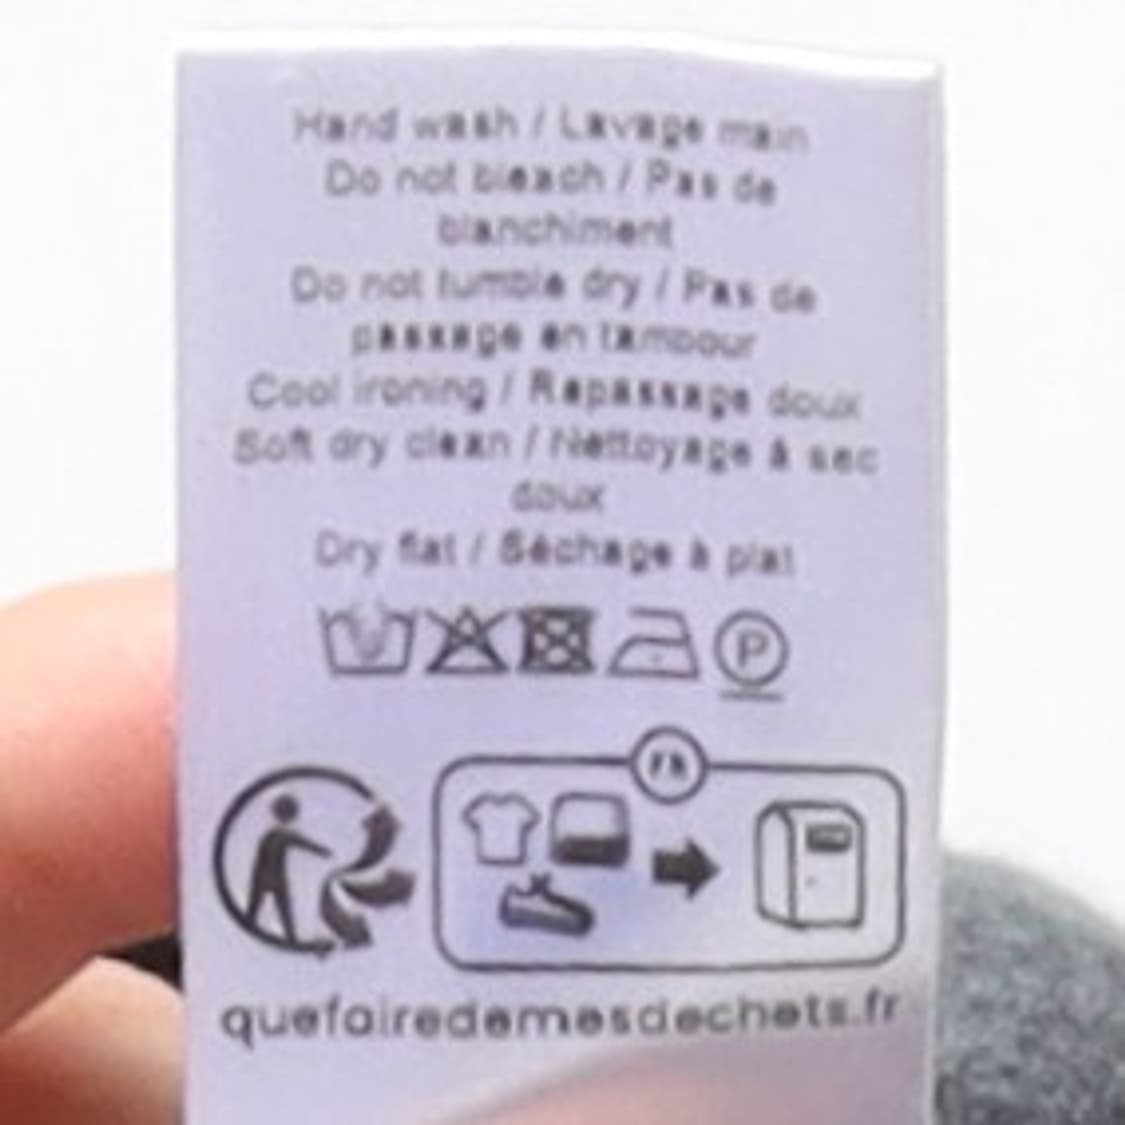 Hand wash / Lavage main
Do not bleach / Pas de
blanchiment
Do not tumble dry / Pas de
passage en tambour
Cool ironing / Repassage doux
Soft dry clean / Nettoyage à sec
doux
Dry flat / Séchage à plat
P
FR
quefairedemesdechets.fr